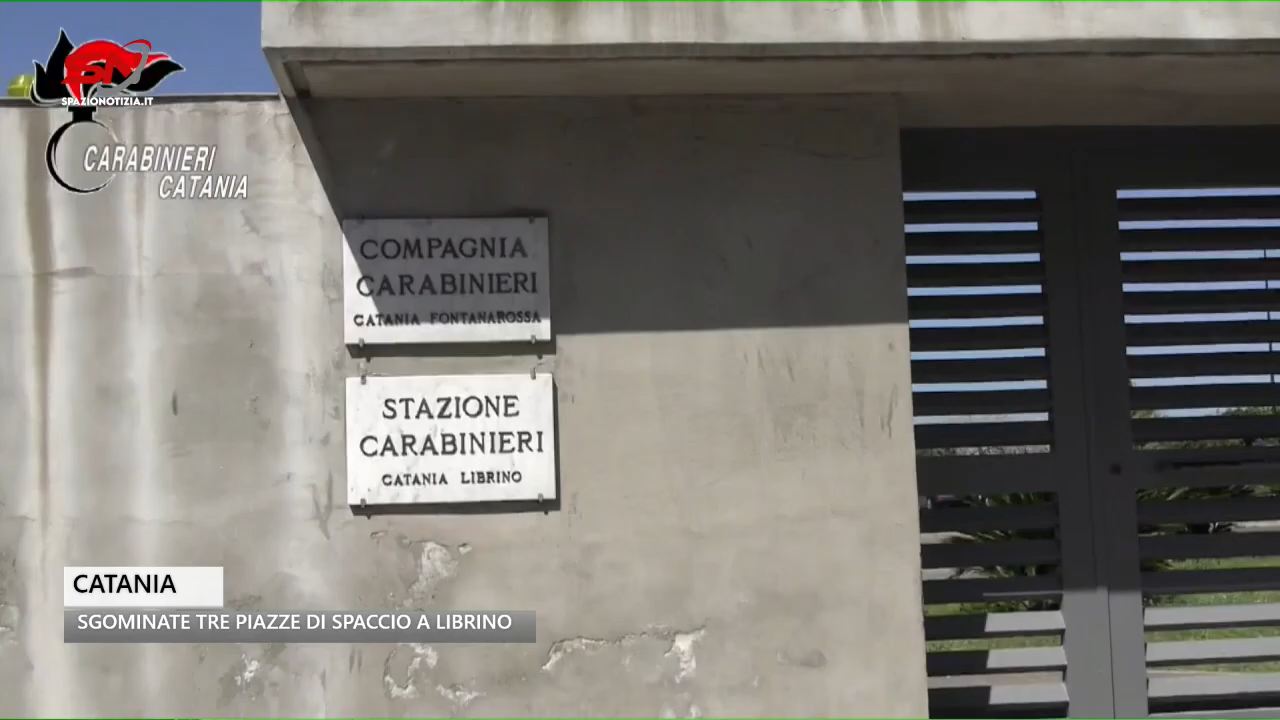 SN
SPAZIONOTIZIA.IT
CARABINIERI
CATANIA
COMPAGNIA
CARABINIERI
CATANIA FONTANAROSSA
STAZIONE
CARABINIERI
CATANIA LIBRINO
CATANIA
SGOMINATE TRE PIAZZE DI SPACCIO A LIBRINO